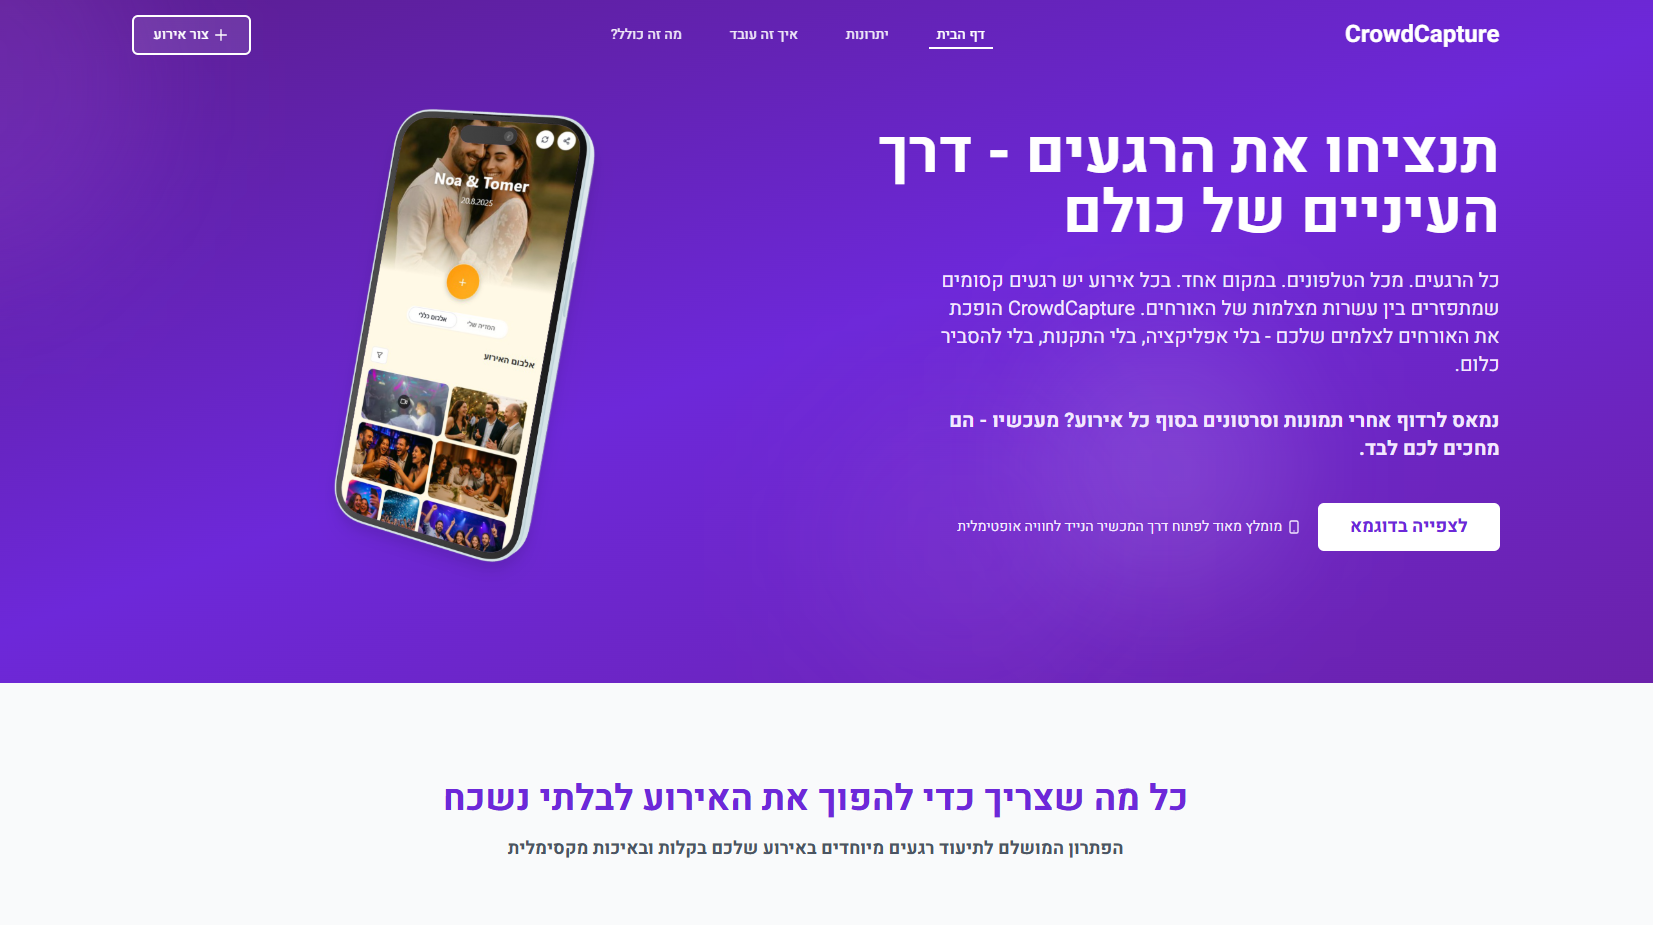 CrowdCapture
דף הבית
יתרונות
איך זה עובד
מה זה כולל?
צור אירוע
תנציחו את הרגעים - דרך
העיניים של כולם
כל הרגעים. מכל הטלפונים. במקום אחד. בכל אירוע יש רגעים קסומים
שמתפזרים בין עשרות מצלמות של האורחים. CrowdCapture הופכת
את האורחים לצלמים שלכם - בלי אפליקציה, בלי התקנות, בלי להסביר
כלום.
נמאס לרדוף אחרי תמונות וסרטונים בסוף כל אירוע? מעכשיו - הם
מחכים לכם לבד.
לצפייה בדוגמא
מומלץ מאוד לפתוח דרך המכשיר הנייד לחוויה אופטימלית
Noa & Tomer
20.8.2025
המדיה שלי
אלבום כללי
אלבום האירוע
כל מה שצריך כדי להפוך את האירוע לבלתי נשכח
הפתרון המושלם לתיעוד רגעים מיוחדים באירוע שלכם בקלות ובאיכות מקסימלית